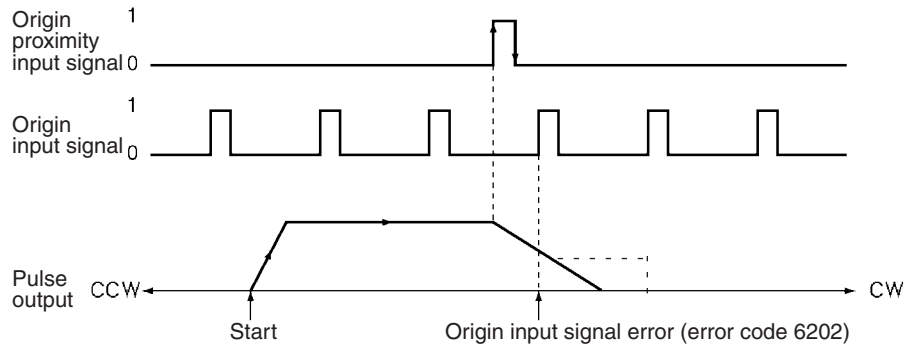 Origin
proximity
input signal
1
0
Origin
input signal
1
0
Pulse
output
CCW
CW
Start
Origin input signal error (error code 6202)